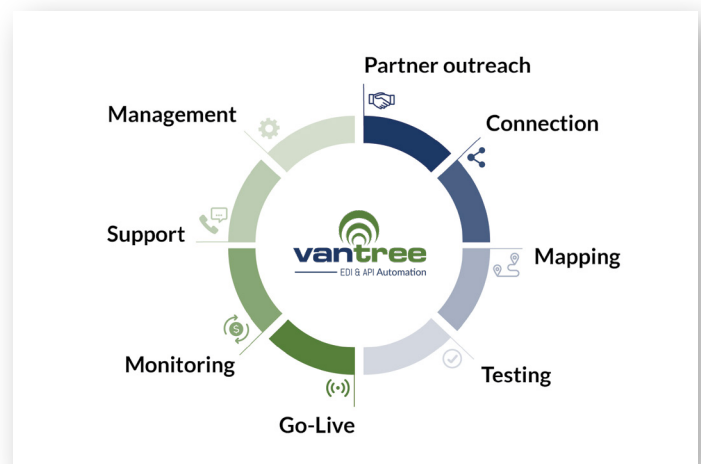 Partner outreach
Connection
Mapping
Testing
Go-Live
Monitoring
Support
Management
vantree
EDI & API Automation